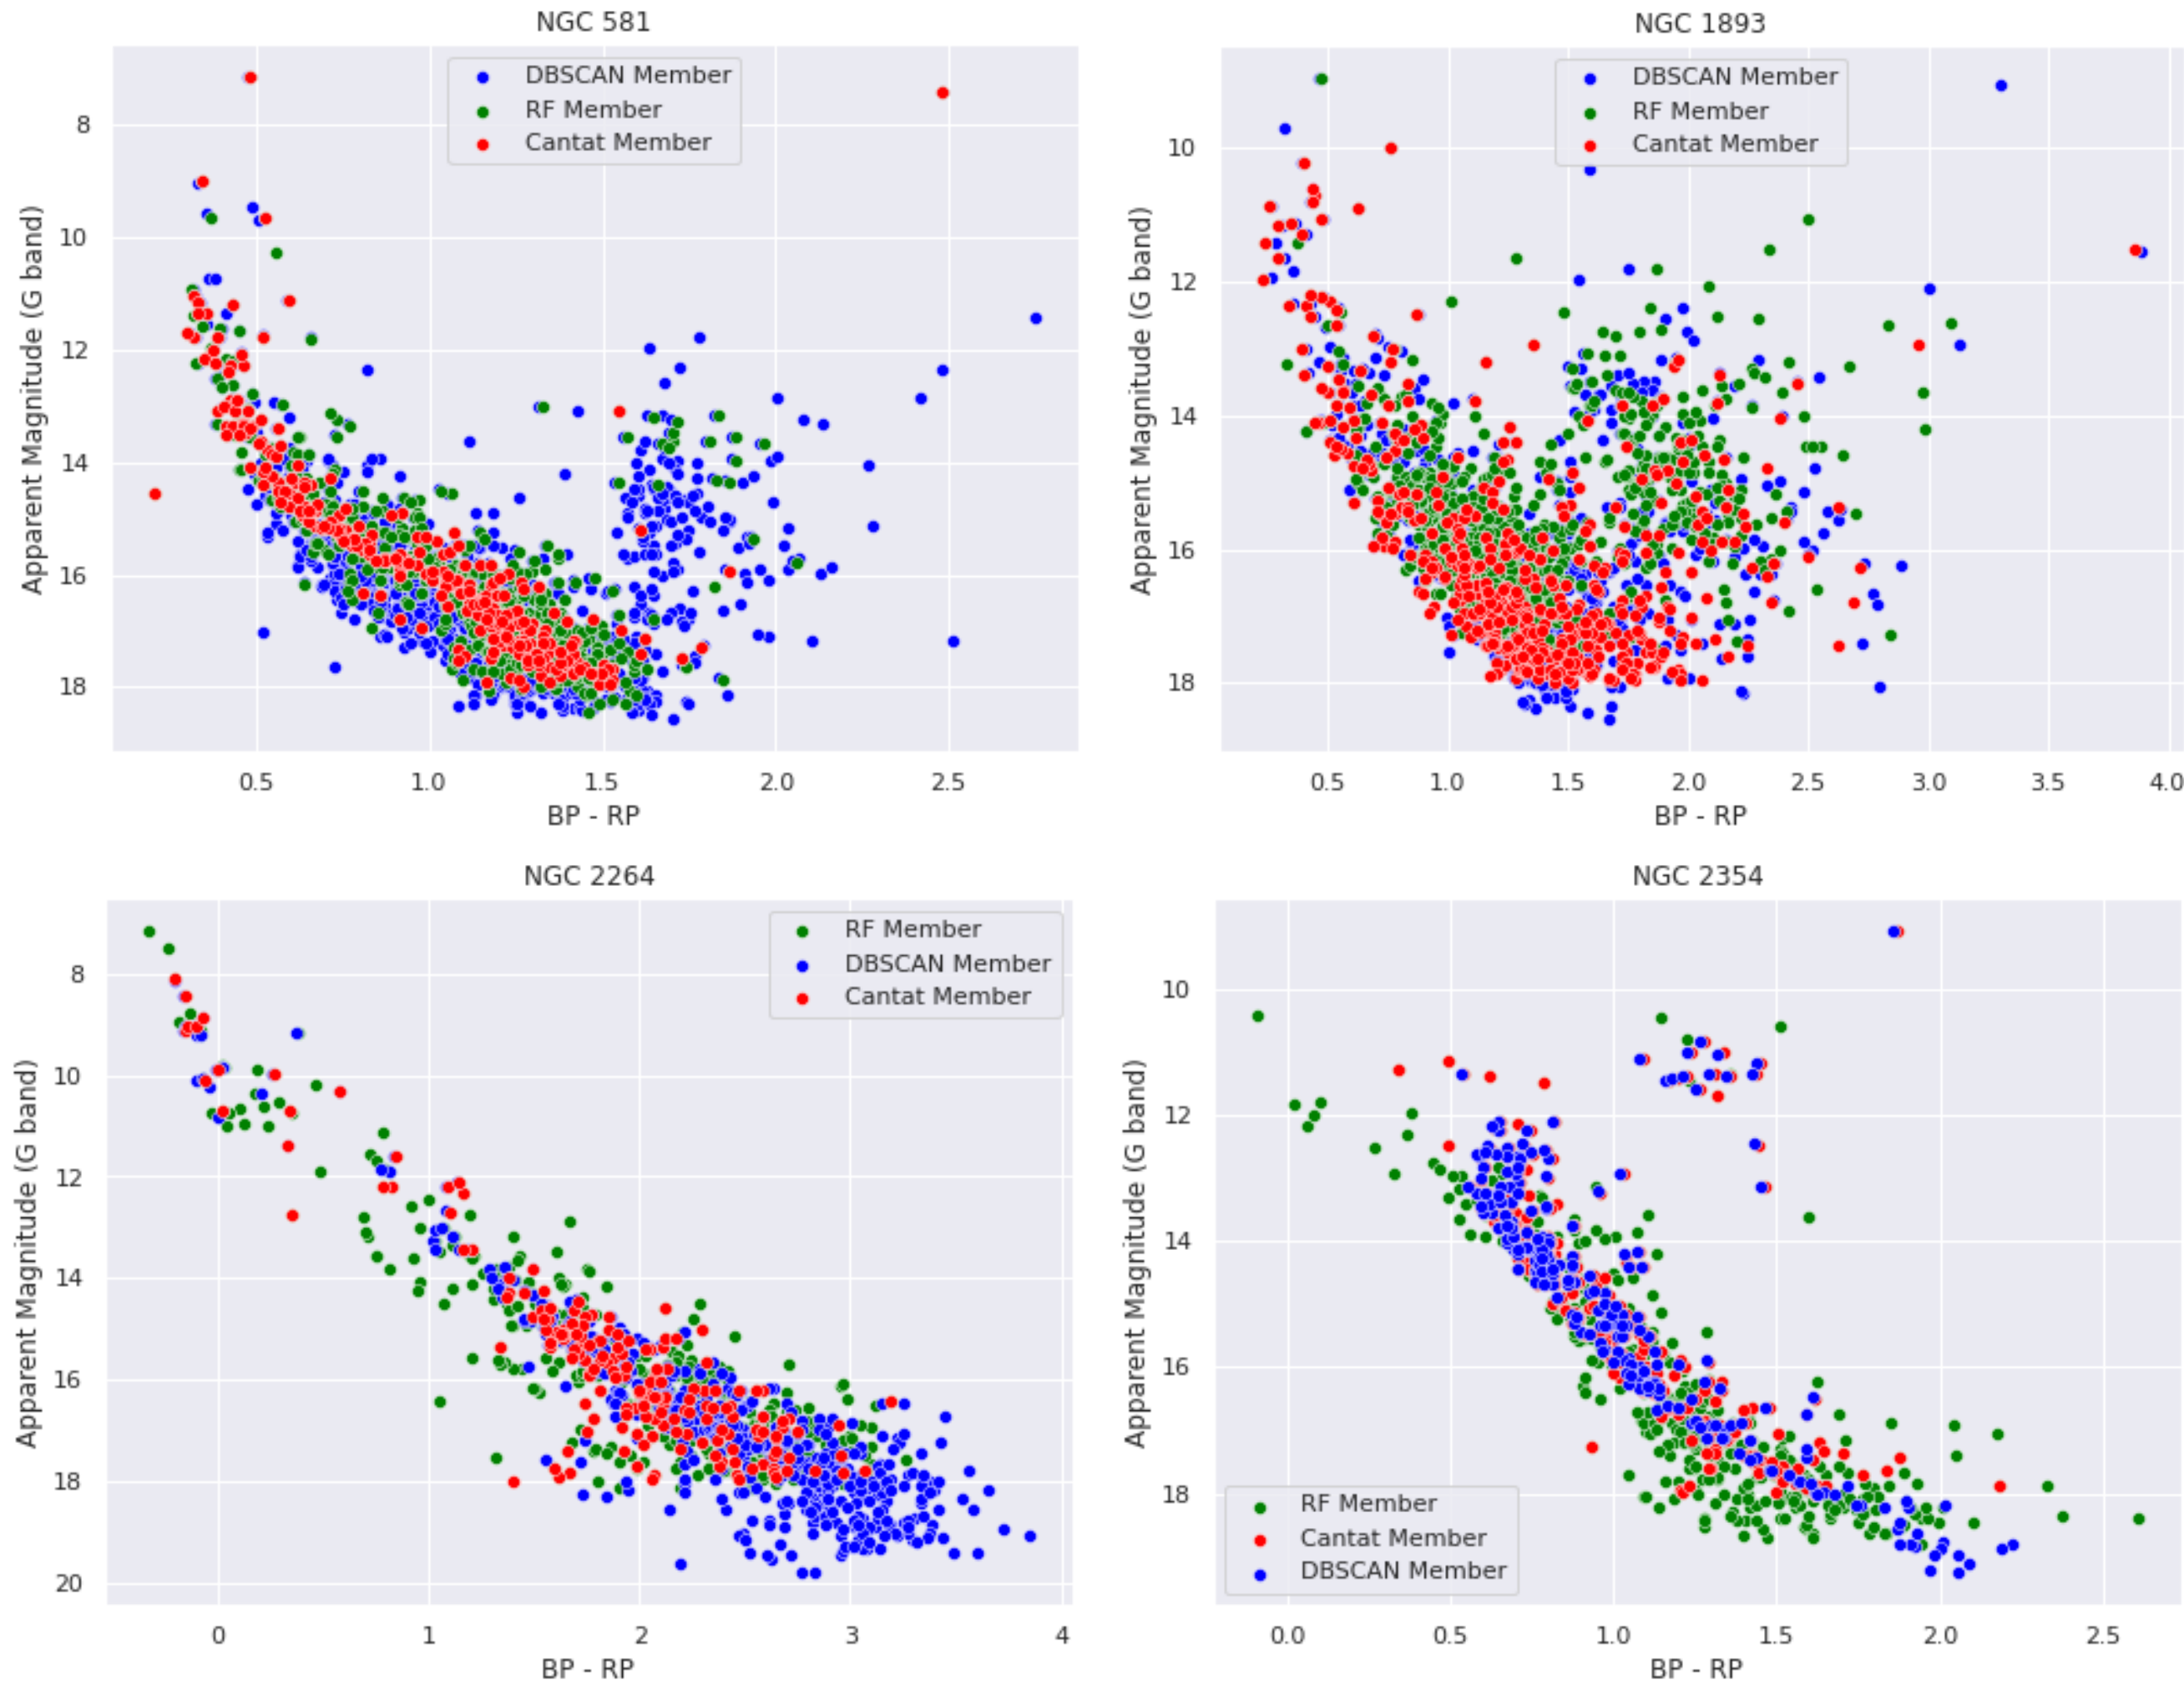 NGC 581
DBSCAN Member
RF Member
Cantat Member
8
10
12
14
16
18
Apparent Magnitude (G band)
0.5
1.0
1.5
2.0
2.5
BP - RP
NGC 1893
DBSCAN Member
RF Member
Cantat Member
10
12
14
16
18
Apparent Magnitude (G band)
0.5
1.0
1.5
2.0
2.5
3.0
3.5
4.0
BP - RP
NGC 2264
RF Member
DBSCAN Member
Cantat Member
8
10
12
14
16
18
20
Apparent Magnitude (G band)
0
1
2
3
4
BP - RP
NGC 2354
10
12
14
16
18
Apparent Magnitude (G band)
RF Member
Cantat Member
DBSCAN Member
0.0
0.5
1.0
1.5
2.0
2.5
BP - RP